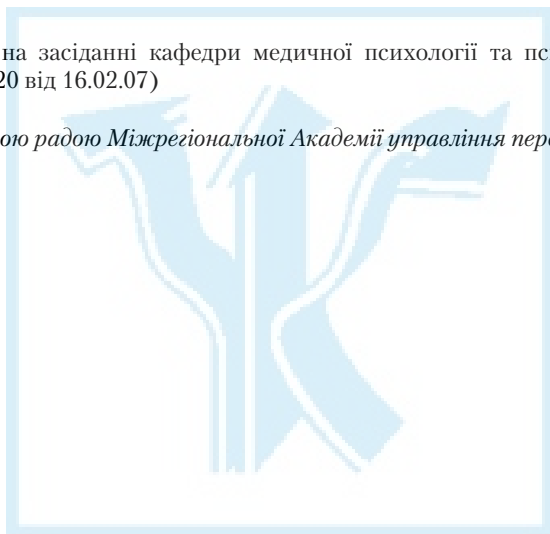 на засіданні кафедри медичної психології та пс
20 від 16.02.07)
ою радою Міжрегіональної Академії управління пер